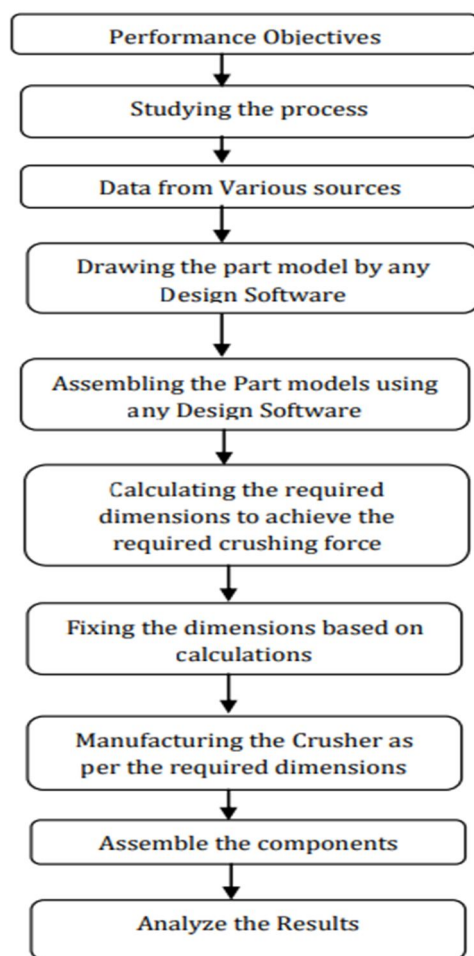 Performance Objectives
Studying the process
Data from Various sources
Drawing the part model by any
Design Software
Assembling the Part models using
any Design Software
Calculating the required
dimensions to achieve the
required crushing force
Fixing the dimensions based on
calculations
Manufacturing the Crusher as
per the required dimensions
Assemble the components
Analyze the Results